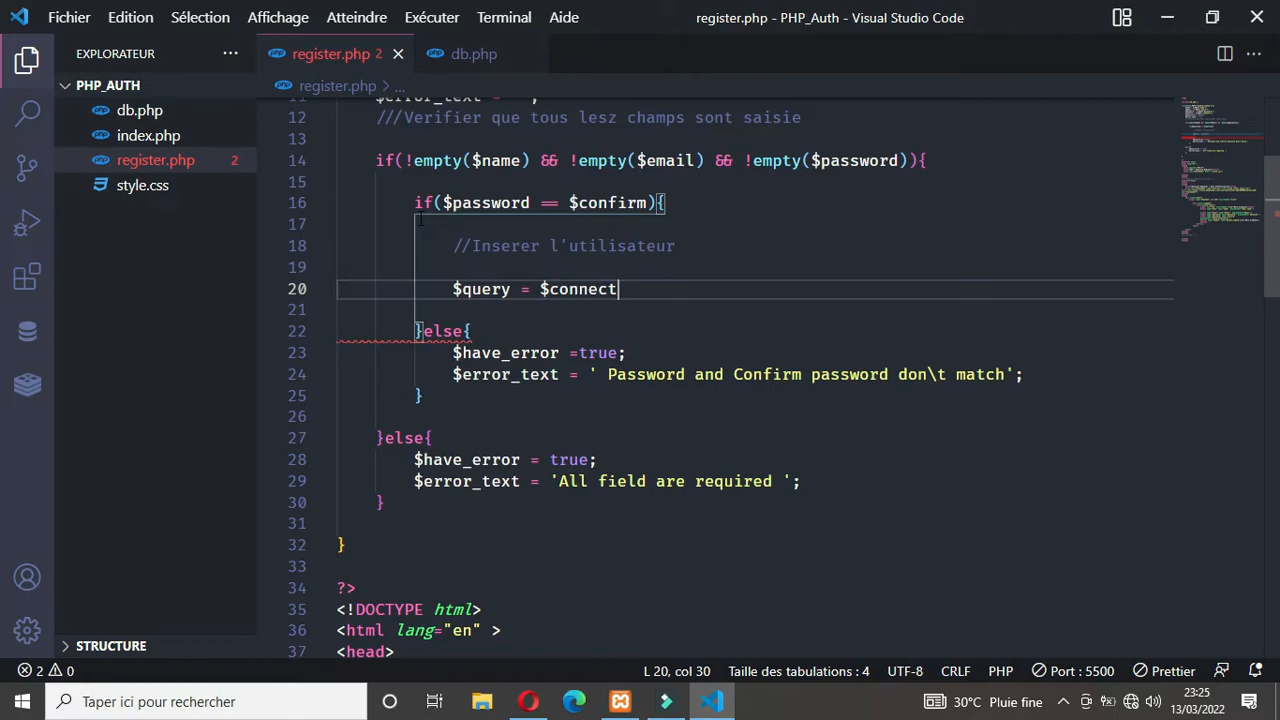 Fichier Edition Sélection Affichage Atteindre Exécuter Terminal Aide register.php - PHP_Auth - Visual Studio Code
EXPLORATEUR
PHP_AUTH
db.php
index.php
register.php 2
style.css
STRUCTURE
register.php 2 db.php
register.php > ...
12 ///Verifier que tous lesz champs sont saisie
13
14 if(!empty($name) && !empty($email) && !empty($password)){
15
16 if($password == $confirm){
17
18 //Inserer l'utilisateur
19
20 $query = $connect
21
22 }else{
23 $have_error =true;
24 $error_text = ' Password and Confirm password don\t match';
25 }
26
27 }else{
28 $have_error = true;
29 $error_text = 'All field are required ';
30 }
31
32 }
33
34 ?>
35 <!DOCTYPE html>
36 <html lang="en" >
37 <head>
2 0 L 20, col 30 Taille des tabulations : 4 UTF-8 CRLF PHP Port : 5500 Prettier
Taper ici pour rechercher 30°C Pluie fine 23:25
13/03/2022